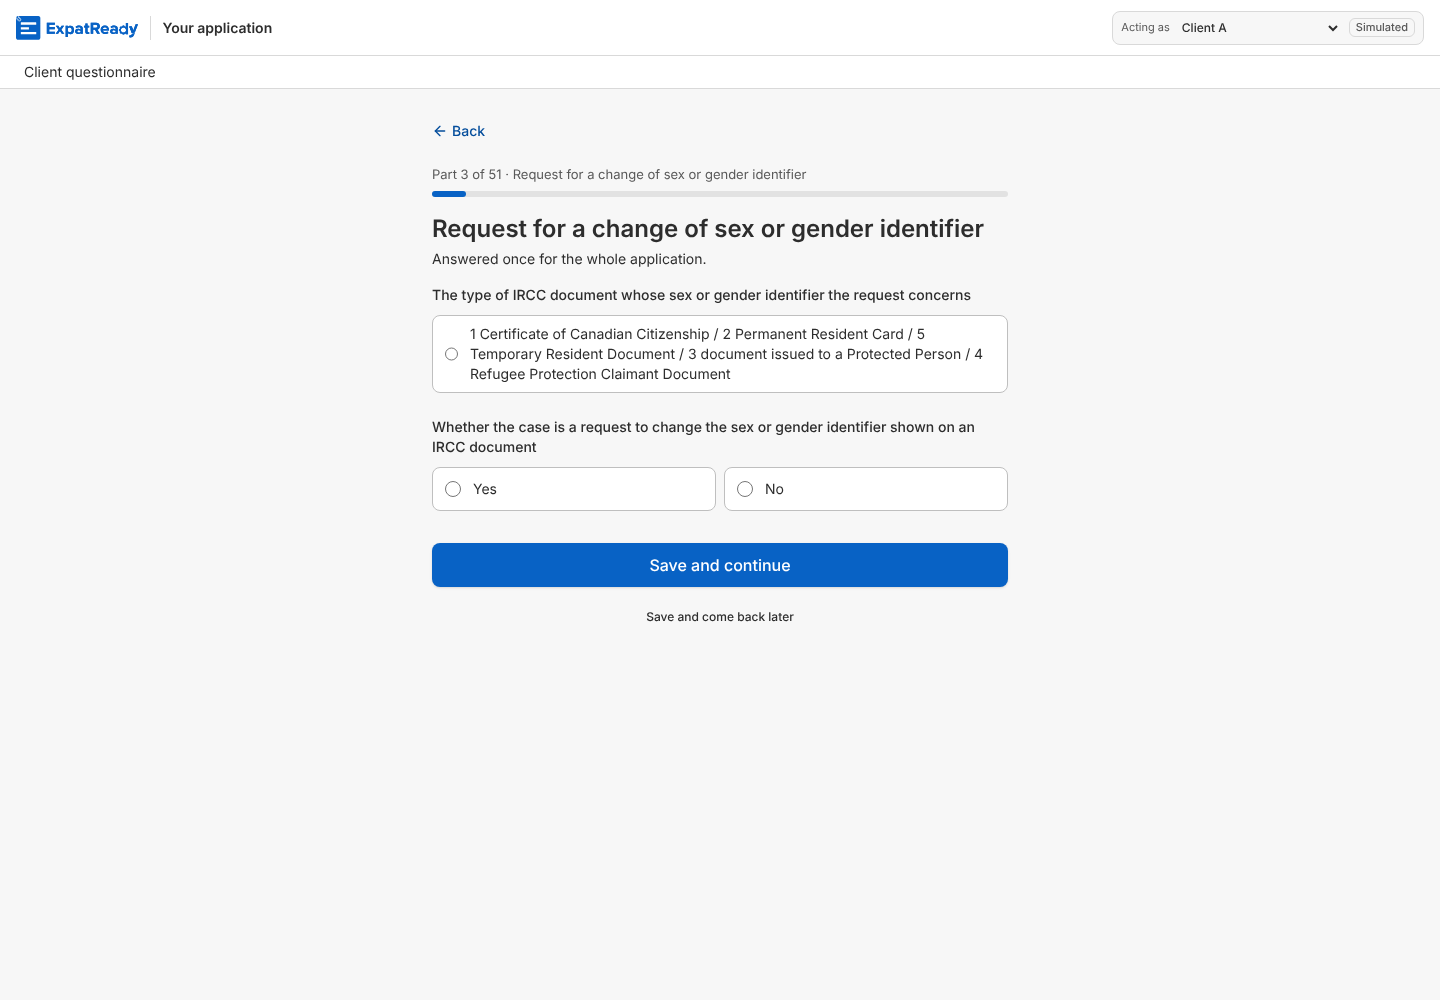 ExpatReady
Your application
Acting as Client A Simulated
Client questionnaire
Back
Part 3 of 51 · Request for a change of sex or gender identifier
Request for a change of sex or gender identifier
Answered once for the whole application.
The type of IRCC document whose sex or gender identifier the request concerns
1 Certificate of Canadian Citizenship / 2 Permanent Resident Card / 5
Temporary Resident Document / 3 document issued to a Protected Person / 4
Refugee Protection Claimant Document
Whether the case is a request to change the sex or gender identifier shown on an
IRCC document
Yes
No
Save and continue
Save and come back later